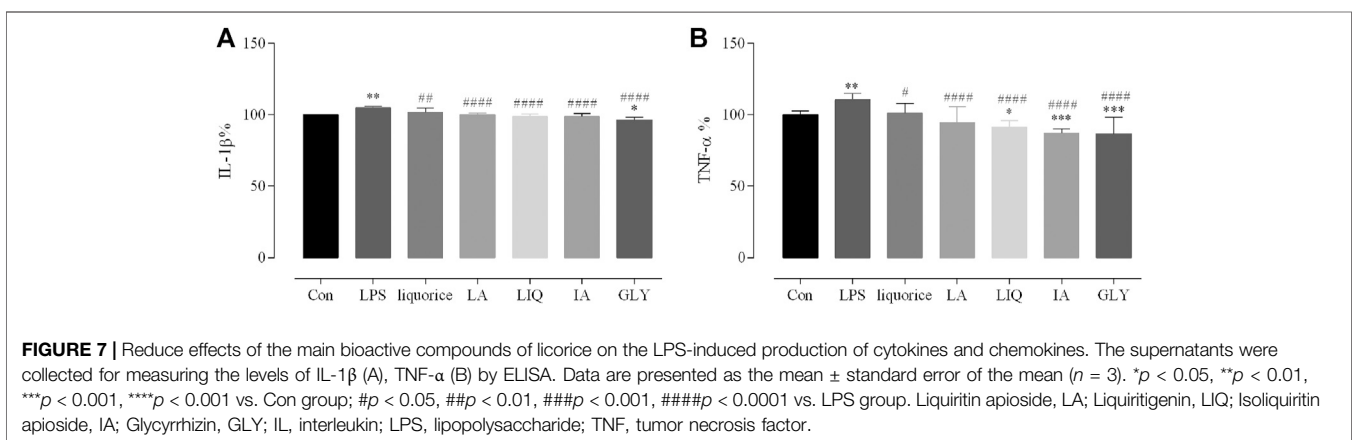 A
B
150
100
50
0
IL-1β%
**
##
####
####
####
####
*
Con LPS liquorice LA LIQ IA GLY
150
100
50
0
TNF-α %
**
#
####
####
*
####
***
####
***
Con LPS liquorice LA LIQ IA GLY
FIGURE 7 | Reduce effects of the main bioactive compounds of licorice on the LPS-induced production of cytokines and chemokines. The supernatants were
collected for measuring the levels of IL-1β (A), TNF-α (B) by ELISA. Data are presented as the mean ± standard error of the mean (n = 3). *p < 0.05, **p < 0.01,
***p < 0.001, ****p < 0.001 vs. Con group; #p < 0.05, ##p < 0.01, ###p < 0.001, ####p < 0.0001 vs. LPS group. Liquiritin apioside, LA; Liquiritigenin, LIQ; Isoliquiritin
apioside, IA; Glycyrrhizin, GLY; IL, interleukin; LPS, lipopolysaccharide; TNF, tumor necrosis factor.